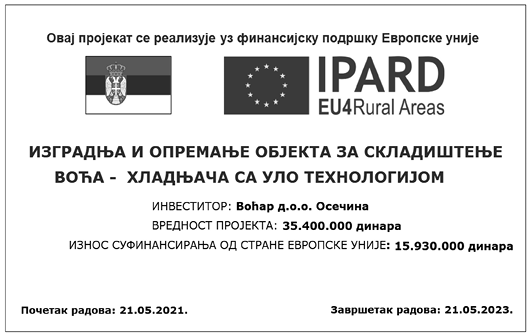 Овај пројекат се реализује уз финансијску подршку Европске уније
IPARD
EU4Rural Areas
ИЗГРАДЊА И ОПРЕМАЊЕ ОБЈЕКТА ЗА СКЛАДИШТЕЊЕ
ВОЋА - ХЛАДЊАЧА СА УЛО ТЕХНОЛОГИЈОМ
ИНВЕСТИТОР: Воћар д.о.о. Осечина
ВРЕДНОСТ ПРОЈЕКТА: 35.400.000 динара
ИЗНОС СУФИНАНСИРАЊА ОД СТРАНЕ ЕВРОПСКЕ УНИЈЕ: 15.930.000 динара
Почетак радова: 21.05.2021. Завршетак радова: 21.05.2023.